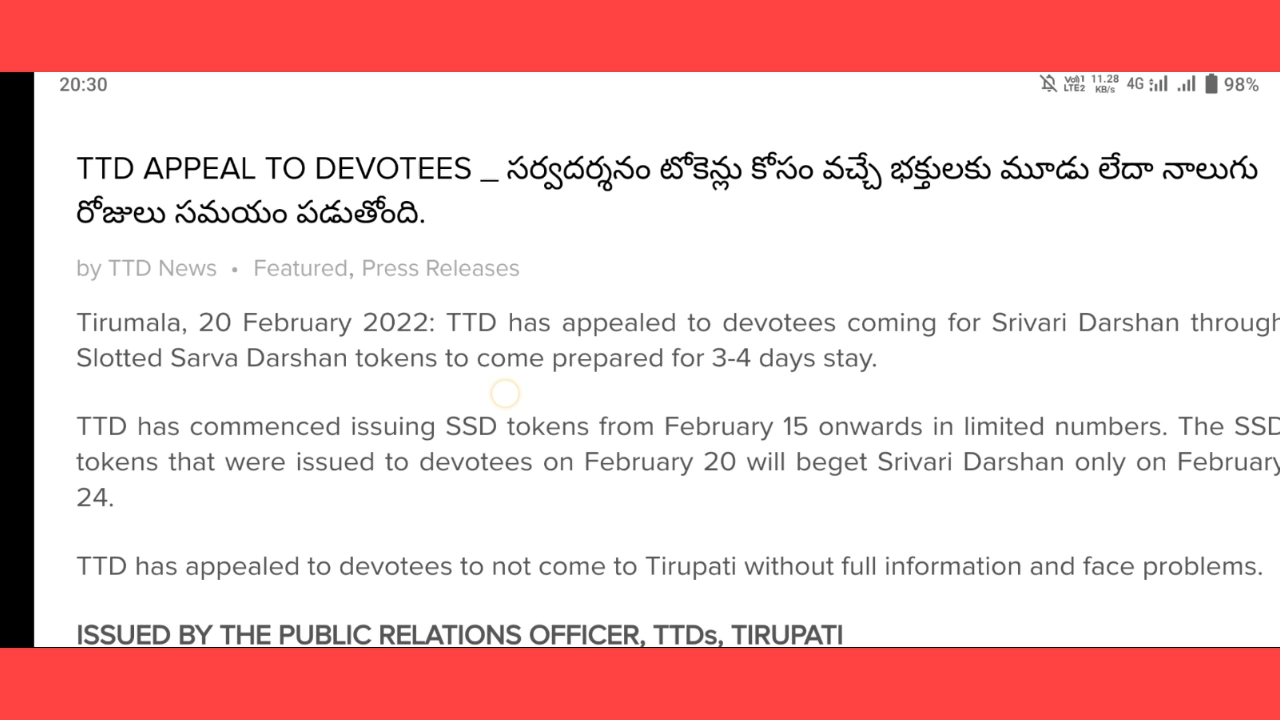 20:30
Vo)) 1 LTE2 11.28 KB/s 4G 98%
TTD APPEAL TO DEVOTEES _ సర్వదర్శనం టోకెన్లు కోసం వచ్చే భక్తులకు మూడు లేదా నాలుగు
రోజులు సమయం పడుతోంది.
by TTD News • Featured, Press Releases
Tirumala, 20 February 2022: TTD has appealed to devotees coming for Srivari Darshan through
Slotted Sarva Darshan tokens to come prepared for 3-4 days stay.
TTD has commenced issuing SSD tokens from February 15 onwards in limited numbers. The SSD
tokens that were issued to devotees on February 20 will beget Srivari Darshan only on February
24.
TTD has appealed to devotees to not come to Tirupati without full information and face problems.
ISSUED BY THE PUBLIC RELATIONS OFFICER, TTDs, TIRUPATI